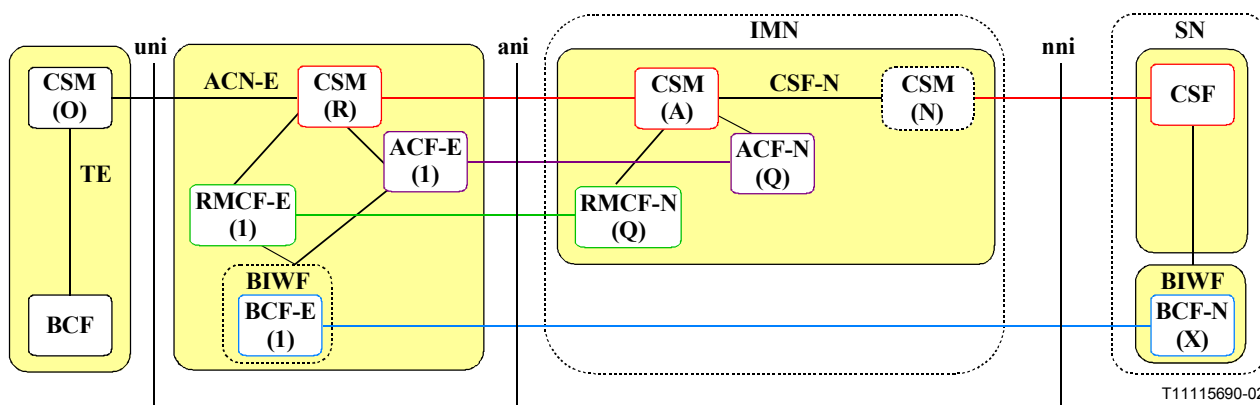 IMN
SN
uni
ani
nni
CSM
(O)
TE
BCF
ACN-E
CSM
(R)
ACF-E
(1)
RMCF-E
(1)
BIWF
BCF-E
(1)
CSM
(A)
CSF-N
CSM
(N)
ACF-N
(Q)
RMCF-N
(Q)
CSF
BIWF
BCF-N
(X)
T11115690-02